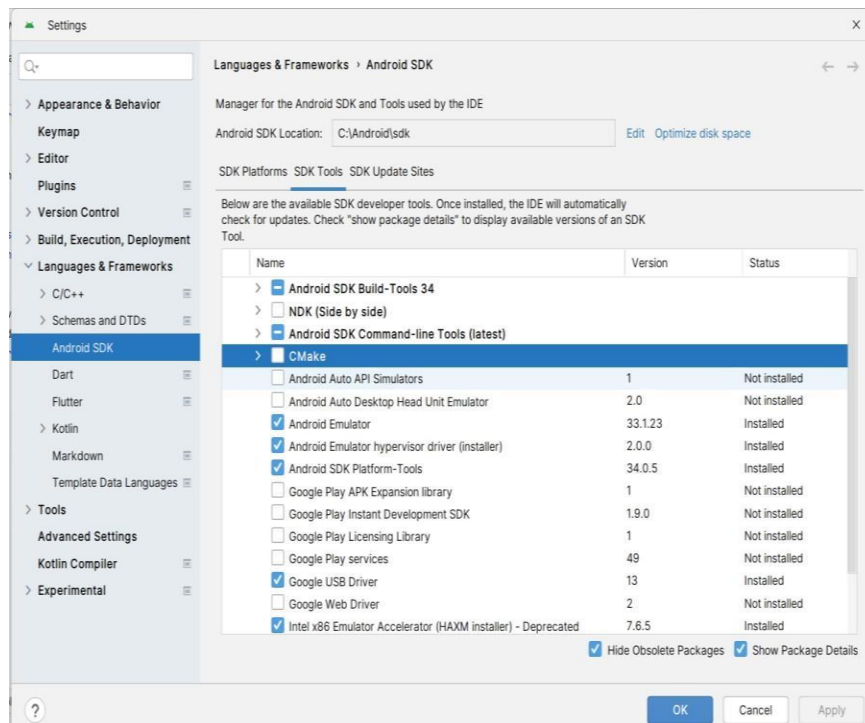 Settings
Languages & Frameworks › Android SDK
Appearance & Behavior
Keymap
Editor
Plugins
Version Control
Build, Execution, Deployment
Languages & Frameworks
C/C++
Schemas and DTDs
Android SDK
Dart
Flutter
Kotlin
Markdown
Template Data Languages
Tools
Advanced Settings
Kotlin Compiler
Experimental
Manager for the Android SDK and Tools used by the IDE
Android SDK Location: C:\Android\sdk Edit Optimize disk space
SDK Platforms SDK Tools SDK Update Sites
Below are the available SDK developer tools. Once installed, the IDE will automatically
check for updates. Check "show package details" to display available versions of an SDK
Tool.
Name Version Status
Android SDK Build-Tools 34
NDK (Side by side)
Android SDK Command-line Tools (latest)
CMake
Android Auto API Simulators 1 Not installed
Android Auto Desktop Head Unit Emulator 2.0 Not installed
Android Emulator 33.1.23 Installed
Android Emulator hypervisor driver (installer) 2.0.0 Installed
Android SDK Platform-Tools 34.0.5 Installed
Google Play APK Expansion library 1 Not installed
Google Play Instant Development SDK 1.9.0 Not installed
Google Play Licensing Library 1 Not installed
Google Play services 49 Not installed
Google USB Driver 13 Installed
Google Web Driver 2 Not installed
Intel x86 Emulator Accelerator (HAXM installer) - Deprecated 7.6.5 Installed
Hide Obsolete Packages Show Package Details
? OK Cancel Apply